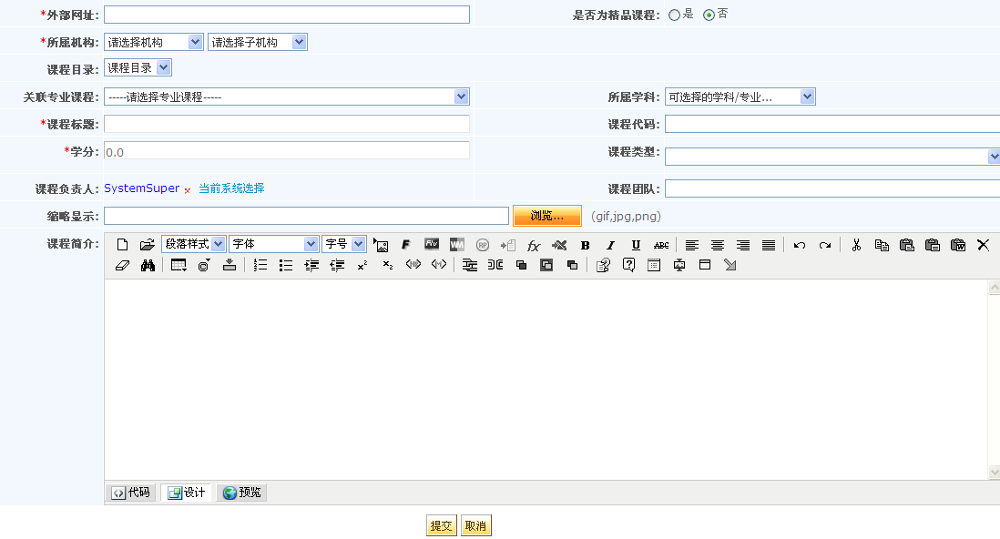 *外部网址: 是否为精品课程: 是 否
*所属机构: 请选择机构 请选择子机构
课程目录: 课程目录
关联专业课程: -----请选择专业课程----- 所属学科: 可选择的学科/专业...
*课程标题: 课程代码:
*学分: 0.0 课程类型:
课程负责人: SystemSuper x 当前系统选择 课程团队:
缩略显示: 浏览... (gif,jpg,png)
课程简介: 段落样式 字体 字号 F Flv WM RP fx B I U ABC
代码 设计 预览
提交 取消